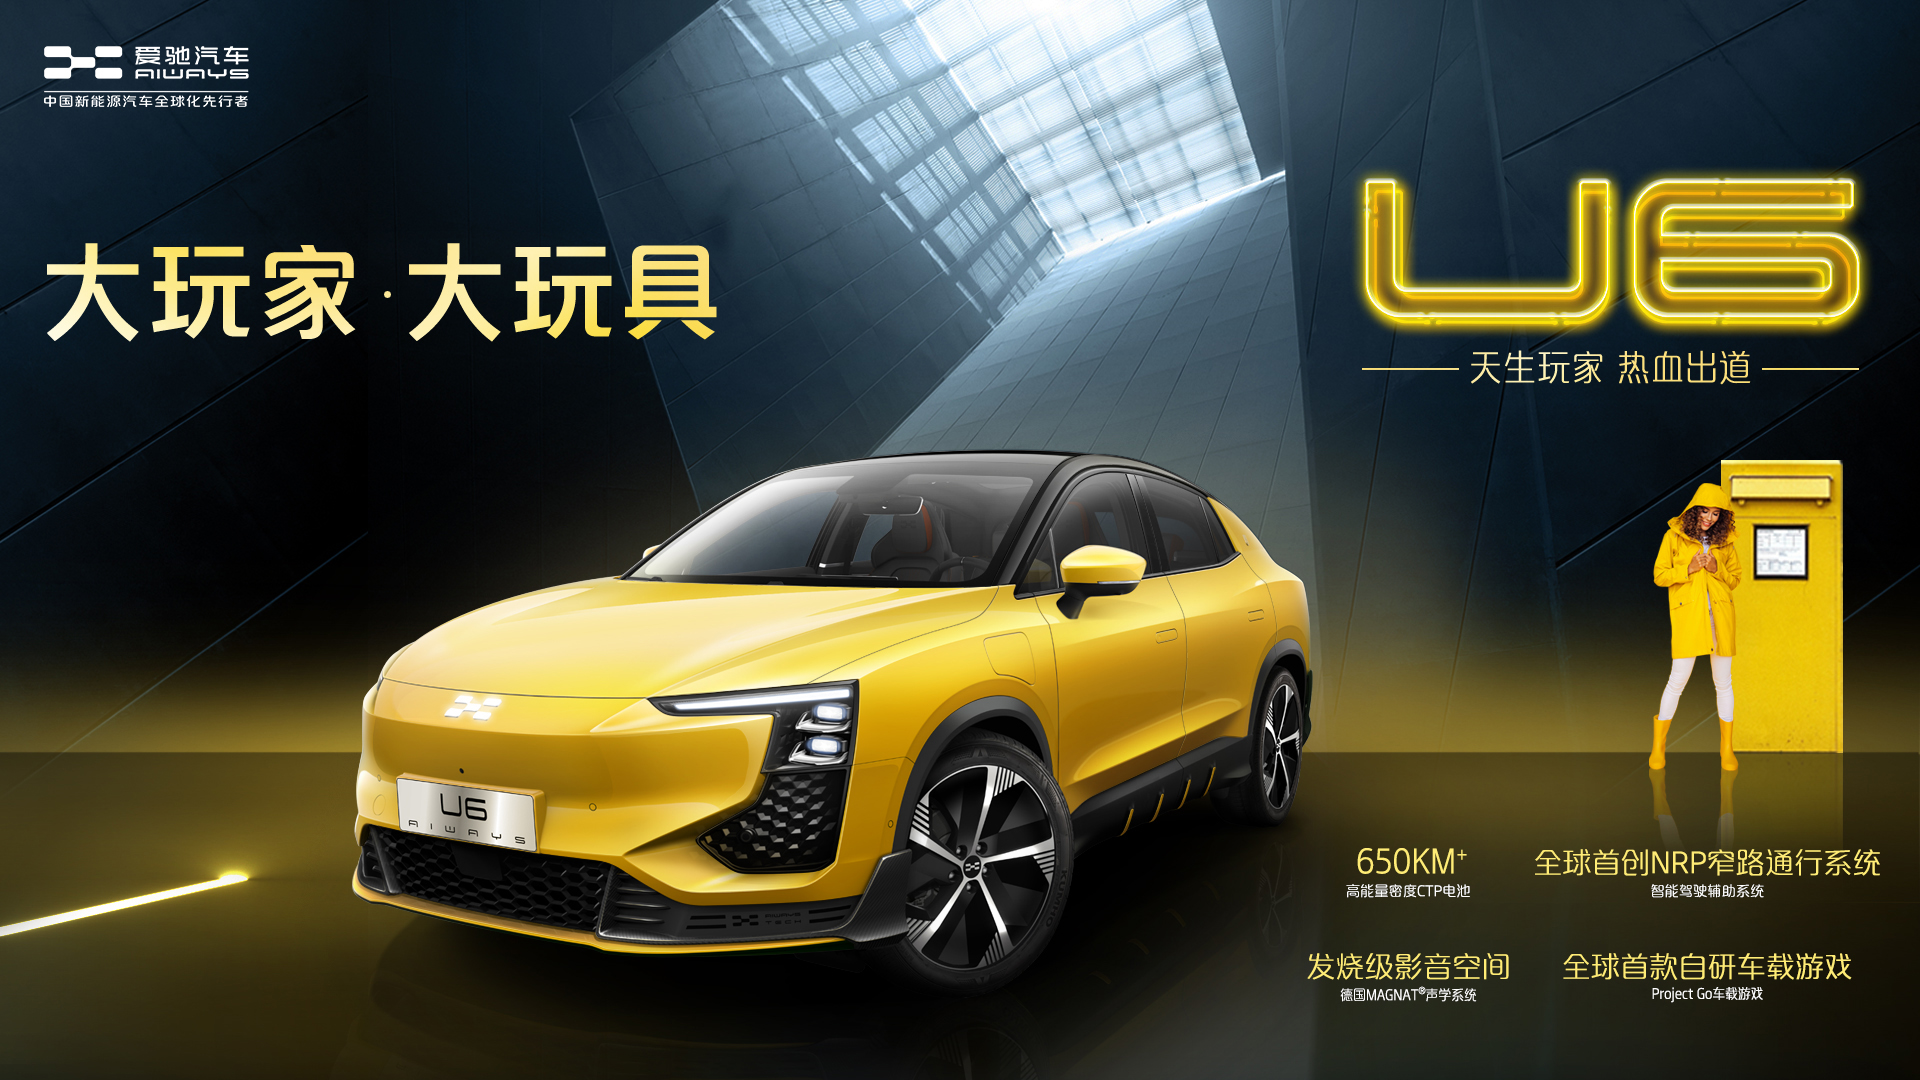 爱驰汽车
AIWAYS
中国新能源汽车全球化先行者
大玩家·大玩具
U6
天生玩家 热血出道
U6
AIWAYS
AIWAYS
TECH
650KM+
高能量密度CTP电池
全球首创NRP窄路通行系统
智能驾驶辅助系统
发烧级影音空间
德国MAGNAT®声学系统
全球首款自研车载游戏
Project Go车载游戏